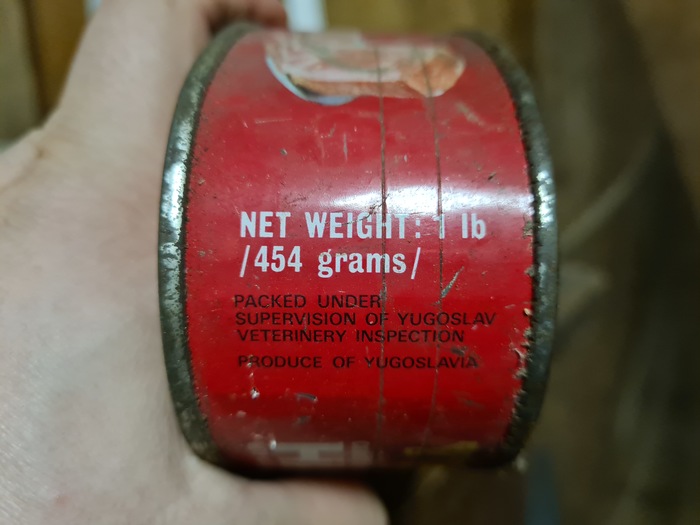 NET WEIGHT: 1 lb
/454 grams/
PACKED UNDER
SUPERVISION OF YUGOSLAV
VETERINERY INSPECTION
PRODUCE OF YUGOSLAVIA